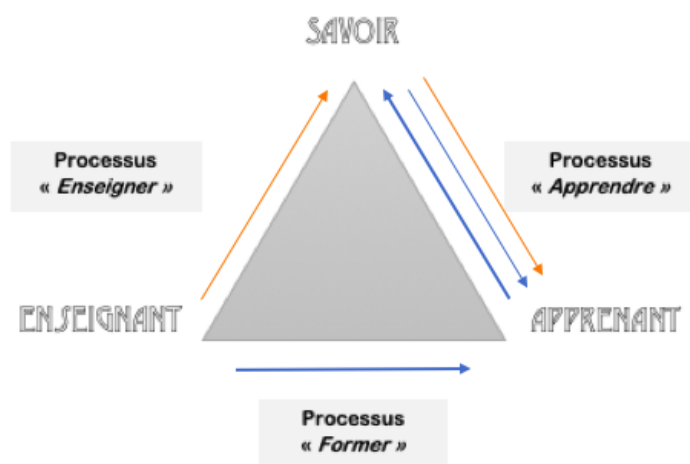 SAVOIR
Processus
« Enseigner »
Processus
« Apprendre »
ENSEIGNANT
APPRENANT
Processus
« Former »